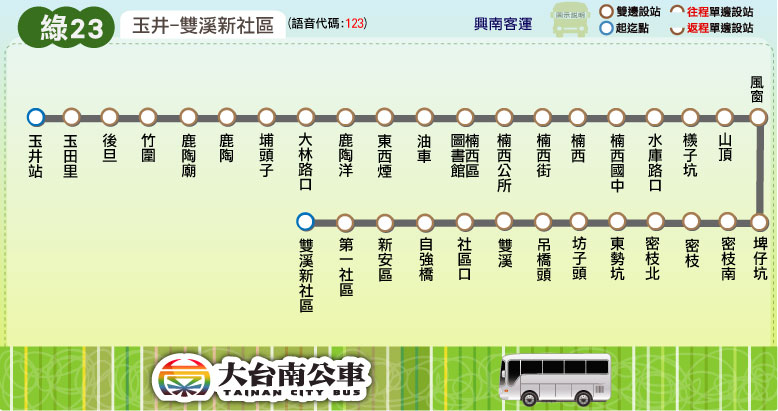 綠23
玉井-雙溪新社區
(語音代碼:123)
興南客運
圖示說明
雙邊設站
起迄點
往程單邊設站
返程單邊設站
玉井站
玉田里
後旦
竹圍
鹿陶廟
鹿陶
埔頭子
大林路口
鹿陶洋
東西煙
油車
楠西區圖書館
楠西公所
楠西街
楠西
楠西國中
水庫路口
檨子坑
山頂
風窗
埤仔坑
密枝南
密枝
密枝北
東勢坑
坊子頭
吊橋頭
雙溪
社區口
自強橋
新安區
第一社區
雙溪新社區
大台南公車
TAINAN CITY BUS